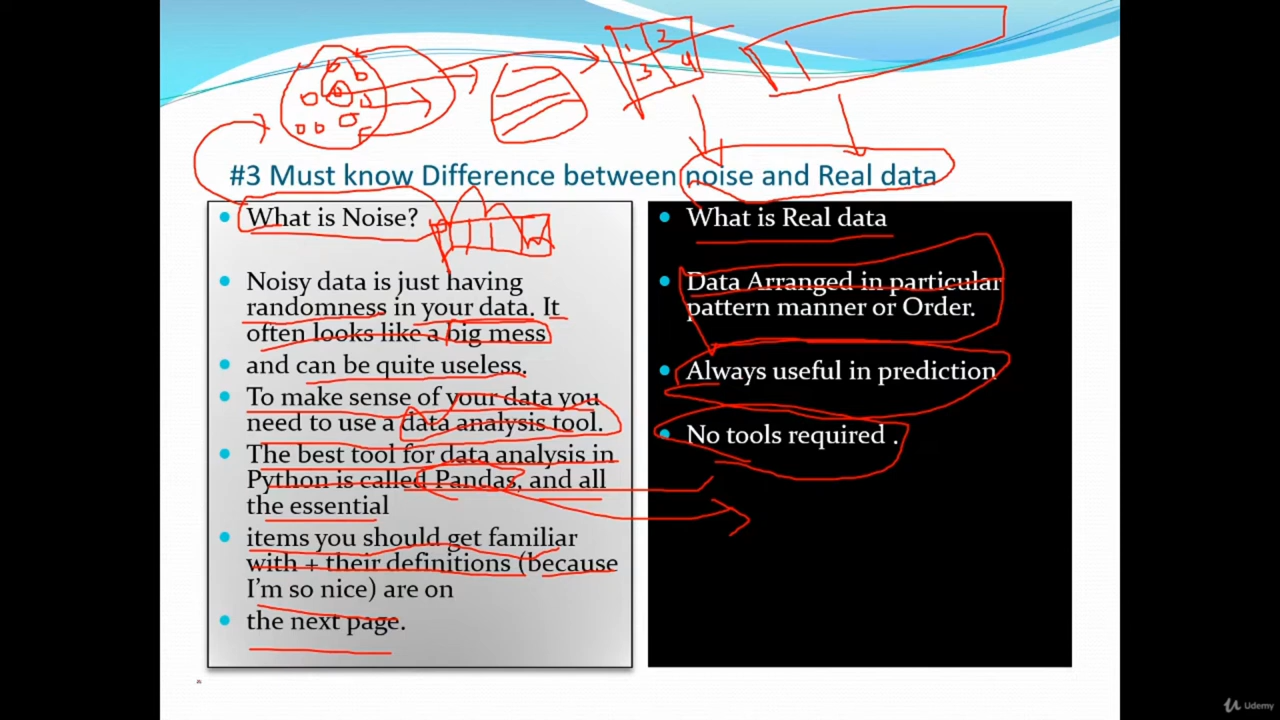 1 2
3 4
#3 Must know Difference between noise and Real data
What is Noise?
Noisy data is just having
randomness in your data. It
often looks like a big mess
and can be quite useless.
To make sense of your data you
need to use a data analysis tool.
The best tool for data analysis in
Python is called Pandas, and all
the essential
items you should get familiar
with + their definitions (because
I'm so nice) are on
the next page.
What is Real data
Data Arranged in particular
pattern manner or Order.
Always useful in prediction
No tools required .
Udemy